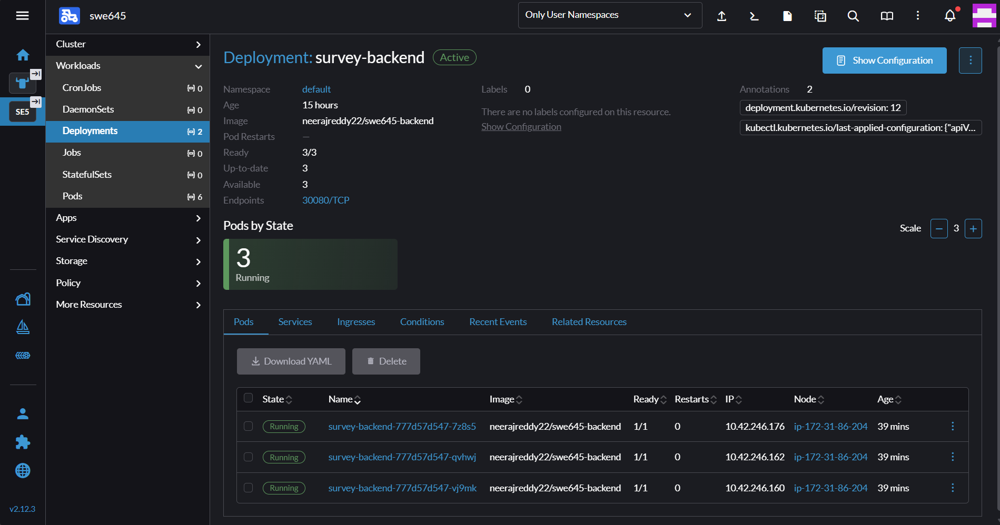 swe645
Only User Namespaces
SE5
v2.12.3
Cluster
Workloads
CronJobs 0
DaemonSets 0
Deployments 2
Jobs 0
StatefulSets 0
Pods 6
Apps
Service Discovery
Storage
Policy
More Resources
Deployment: survey-backend Active
Show Configuration
Namespace default
Age 15 hours
Image neerajreddy22/swe645-backend
Pod Restarts —
Ready 3/3
Up-to-date 3
Available 3
Endpoints 30080/TCP
Labels 0
There are no labels configured on this resource.
Show Configuration
Annotations 2
deployment.kubernetes.io/revision: 12
kubectl.kubernetes.io/last-applied-configuration: {"apiV...
Pods by State
Scale 3
3
Running
Pods Services Ingresses Conditions Recent Events Related Resources
Download YAML Delete
State Name Image Ready Restarts IP Node Age
Running survey-backend-777d57d547-7z8s5 neerajreddy22/swe645-backend 1/1 0 10.42.246.176 ip-172-31-86-204 39 mins
Running survey-backend-777d57d547-qvhwj neerajreddy22/swe645-backend 1/1 0 10.42.246.162 ip-172-31-86-204 39 mins
Running survey-backend-777d57d547-vj9mk neerajreddy22/swe645-backend 1/1 0 10.42.246.160 ip-172-31-86-204 39 mins